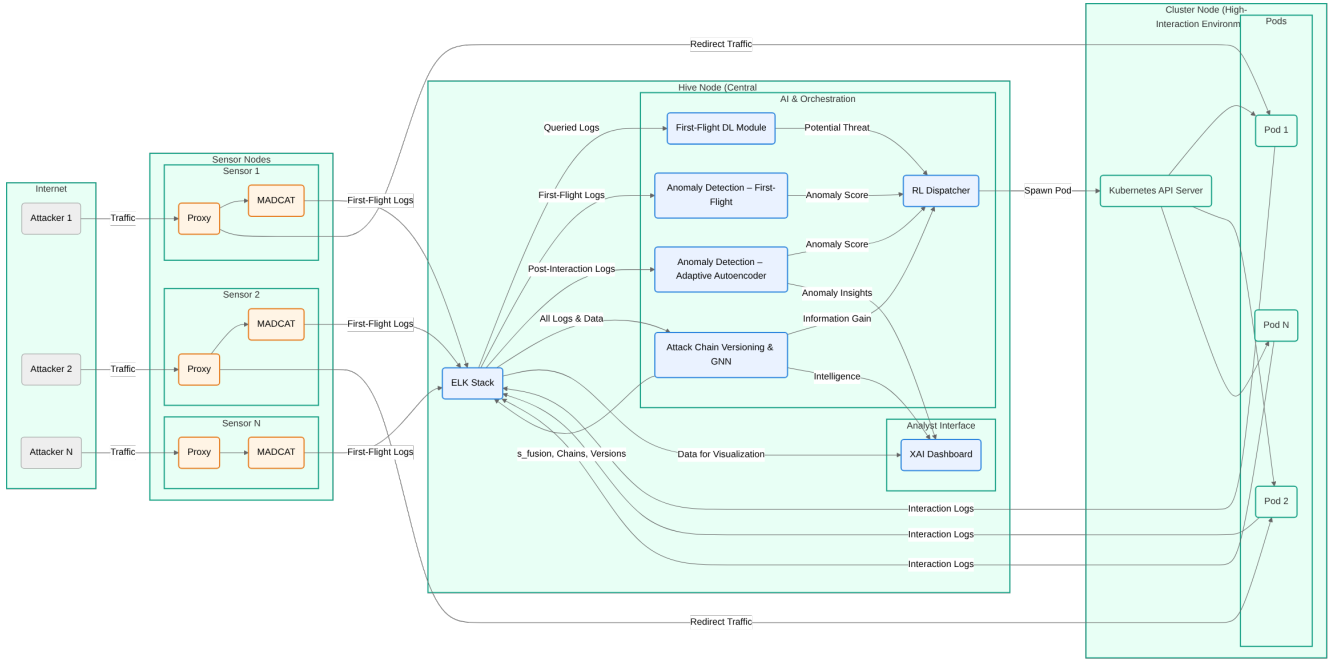 Internet
Attacker 1
Attacker 2
Attacker N
Traffic
Traffic
Traffic
Sensor Nodes
Sensor 1
Proxy
MADCAT
Sensor 2
MADCAT
Proxy
Sensor N
Proxy
MADCAT
First-Flight Logs
First-Flight Logs
First-Flight Logs
Redirect Traffic
Hive Node (Central
ELK Stack
Queried Logs
First-Flight Logs
Post-Interaction Logs
All Logs & Data
s_fusion, Chains, Versions
Data for Visualization
AI & Orchestration
First-Flight DL Module
Anomaly Detection – First-
Flight
Anomaly Detection –
Adaptive Autoencoder
Attack Chain Versioning &
GNN
Potential Threat
Anomaly Score
Anomaly Score
Anomaly Insights
Information Gain
Intelligence
RL Dispatcher
Analyst Interface
XAI Dashboard
Interaction Logs
Interaction Logs
Interaction Logs
Redirect Traffic
Spawn Pod
Cluster Node (High-
Interaction Environm
Kubernetes API Server
Pods
Pod 1
Pod N
Pod 2